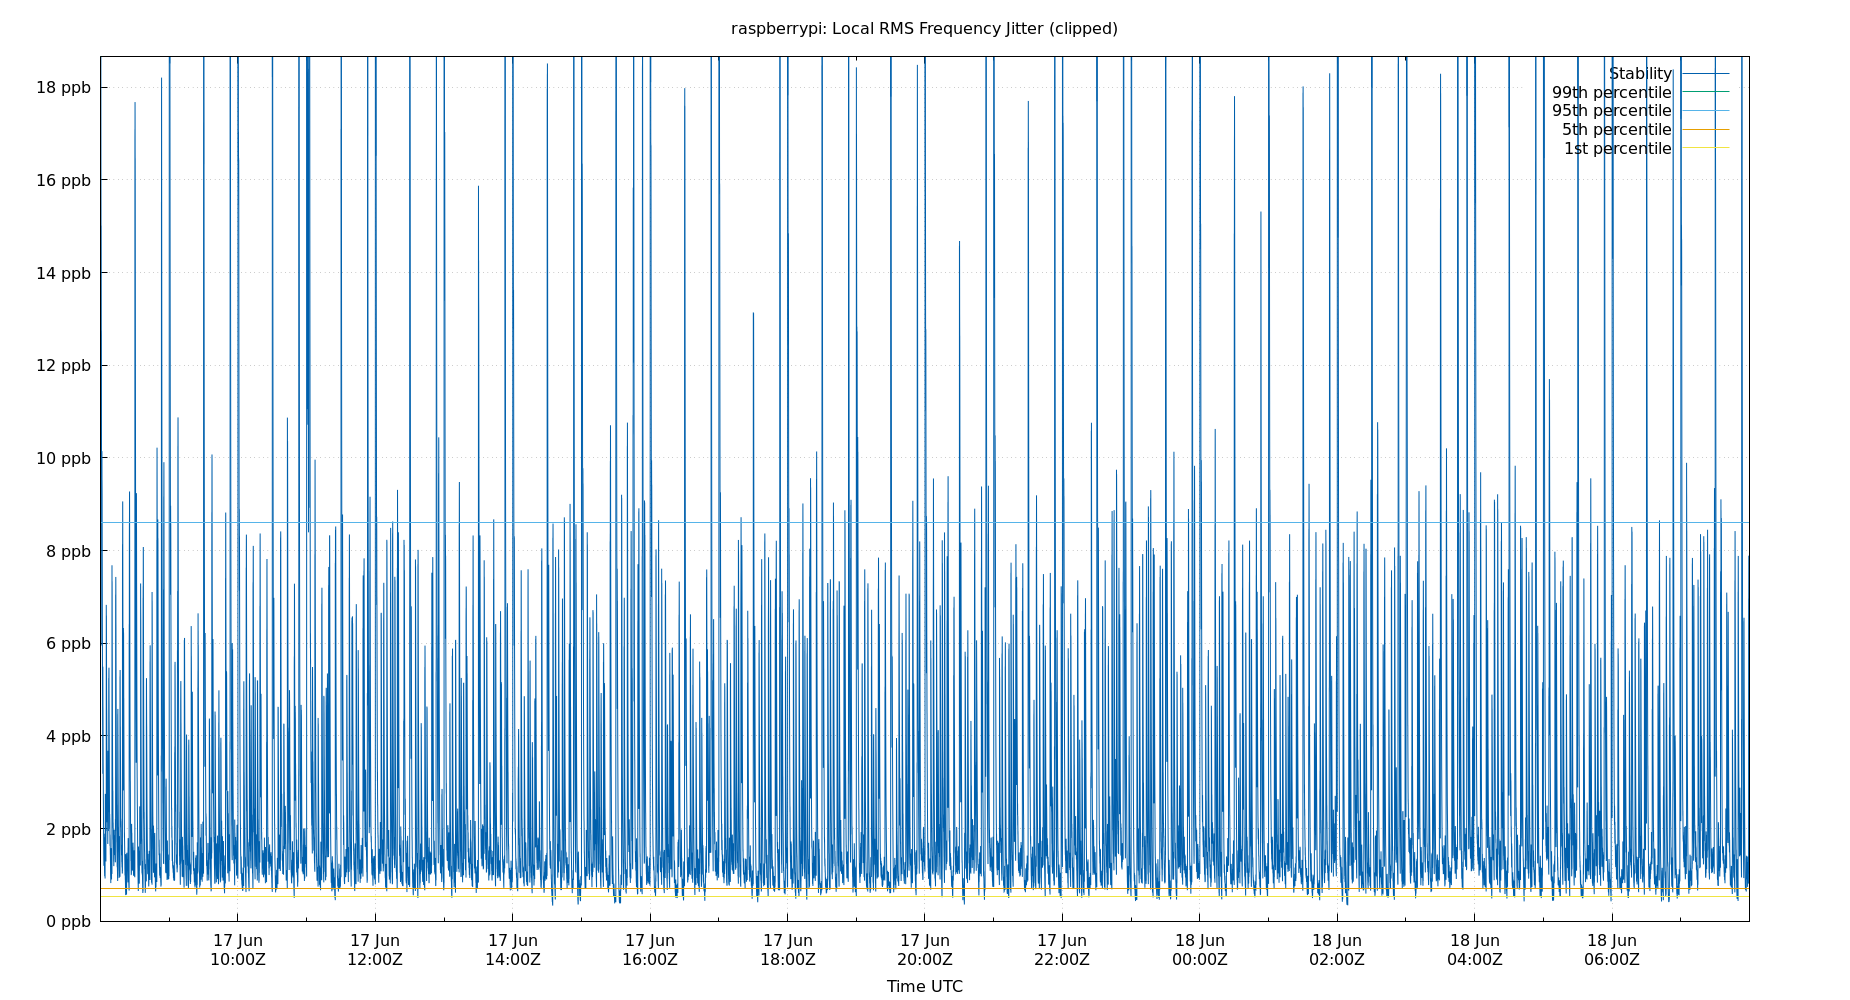 raspberrypi: Local RMS Frequency Jitter (clipped)
Stability
99th percentile
95th percentile
5th percentile
1st percentile
18 ppb
16 ppb
14 ppb
12 ppb
10 ppb
8 ppb
6 ppb
4 ppb
2 ppb
0 ppb
17 Jun 17 Jun 17 Jun 17 Jun 17 Jun 17 Jun 17 Jun 18 Jun 18 Jun 18 Jun 18 Jun
10:00Z 12:00Z 14:00Z 16:00Z 18:00Z 20:00Z 22:00Z 00:00Z 02:00Z 04:00Z 06:00Z
Time UTC